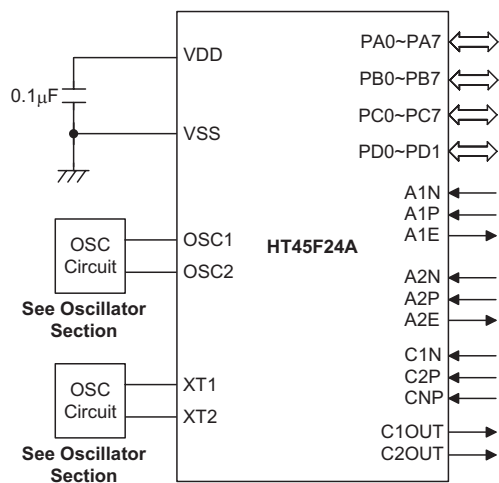 VDD
0.1µF
VSS
OSC
Circuit
OSC1
OSC2
See Oscillator
Section
OSC
Circuit
XT1
XT2
See Oscillator
Section
HT45F24A
PA0~PA7
PB0~PB7
PC0~PC7
PD0~PD1
A1N
A1P
A1E
A2N
A2P
A2E
C1N
C2P
CNP
C1OUT
C2OUT